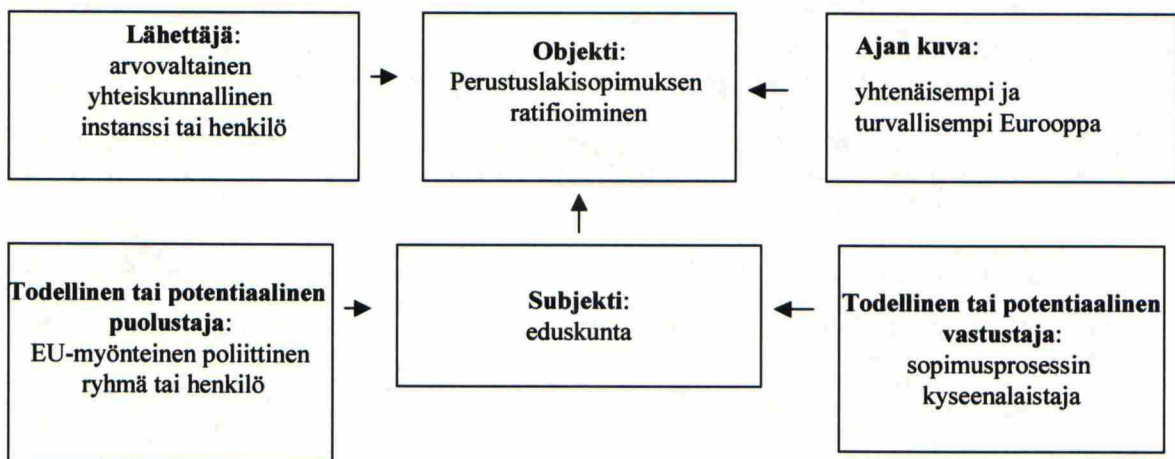 Lähettäjä:
arvovaltainen
yhteiskunnallinen
instanssi tai henkilö
Objekti:
Perustuslakisopimuksen
ratifioiminen
Ajan kuva:
yhtenäisempi ja
turvallisempi Eurooppa
Todellinen tai potentiaalinen
puolustaja:
EU-myönteinen poliittinen
ryhmä tai henkilö
Subjekti:
eduskunta
Todellinen tai potentiaalinen
vastustaja:
sopimusprosessin
kyseenalaistaja